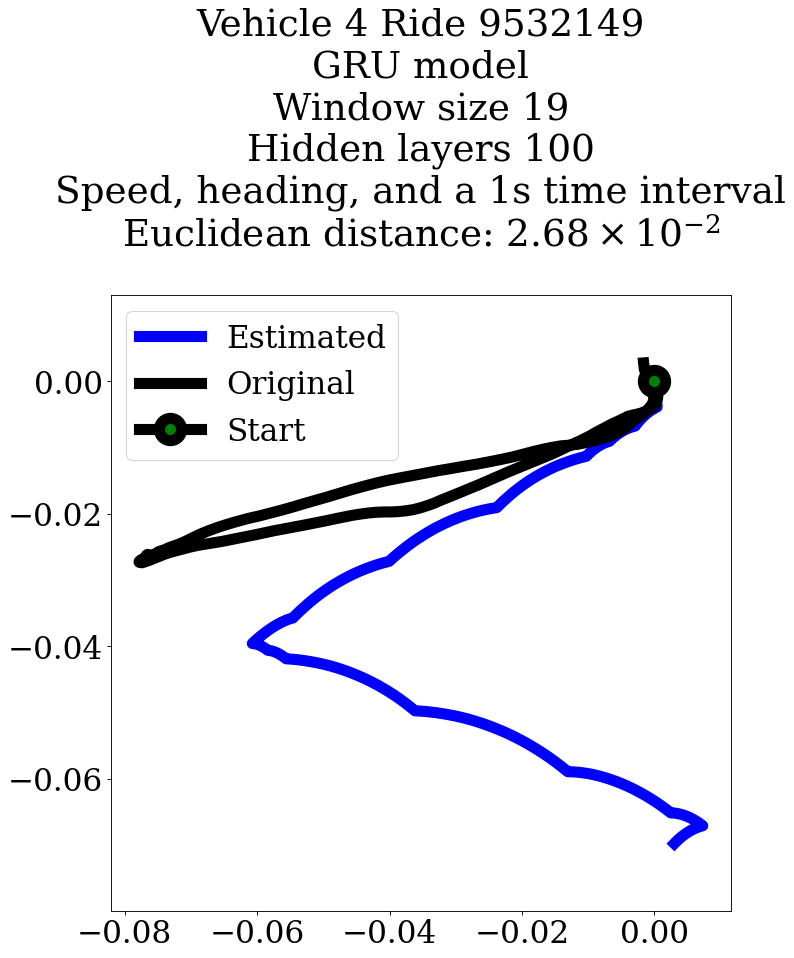 Vehicle 4 Ride 9532149
GRU model
Window size 19
Hidden layers 100
Speed, heading, and a 1s time interval
Euclidean distance: 2.68 × 10⁻²
Estimated
Original
Start
0.00
−0.02
−0.04
−0.06
−0.08 −0.06 −0.04 −0.02 0.00